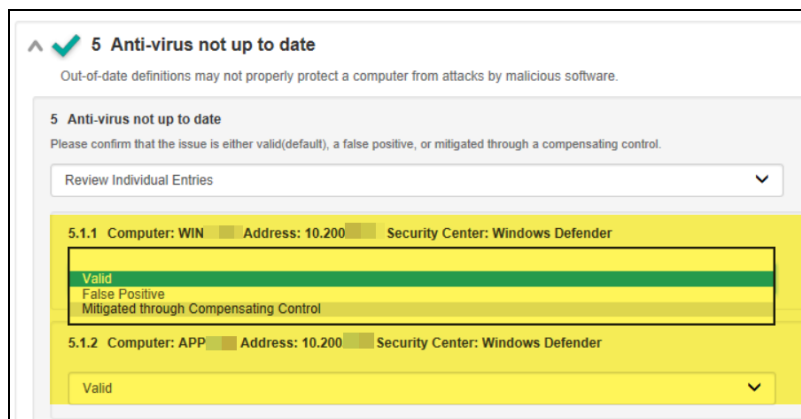 5 Anti-virus not up to date
Out-of-date definitions may not properly protect a computer from attacks by malicious software.
5 Anti-virus not up to date
Please confirm that the issue is either valid(default), a false positive, or mitigated through a compensating control.
Review Individual Entries
5.1.1 Computer: WIN Address: 10.200 Security Center: Windows Defender
Valid
False Positive
Mitigated through Compensating Control
5.1.2 Computer: APP Address: 10.200 Security Center: Windows Defender
Valid